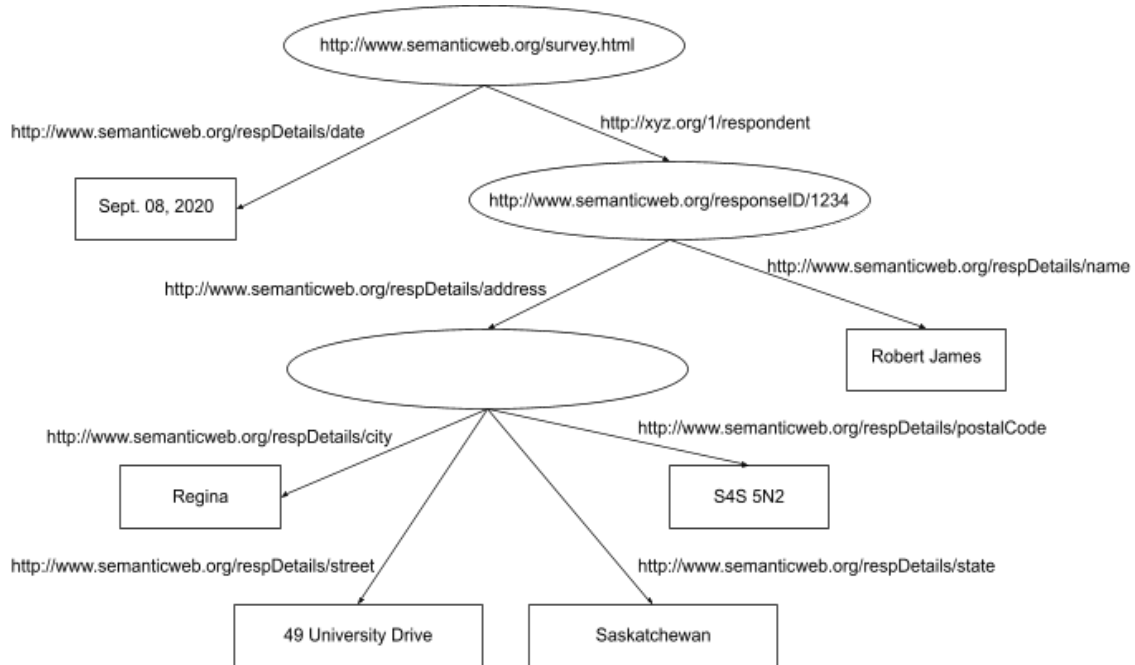 http://www.semanticweb.org/survey.html
http://www.semanticweb.org/respDetails/date
http://xyz.org/1/respondent
Sept. 08, 2020
http://www.semanticweb.org/responseID/1234
http://www.semanticweb.org/respDetails/address
http://www.semanticweb.org/respDetails/name
Robert James
http://www.semanticweb.org/respDetails/city
http://www.semanticweb.org/respDetails/postalCode
Regina
S4S 5N2
http://www.semanticweb.org/respDetails/street
http://www.semanticweb.org/respDetails/state
49 University Drive
Saskatchewan